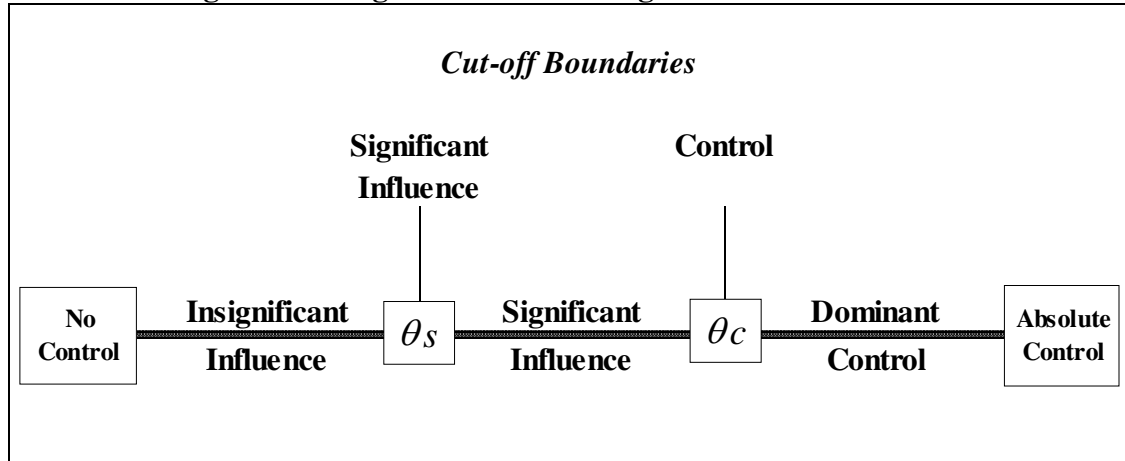 Cut-off Boundaries
Significant
Influence
Control
No
Control
Insignificant
Influence
θs
Significant
Influence
θc
Dominant
Control
Absolute
Control